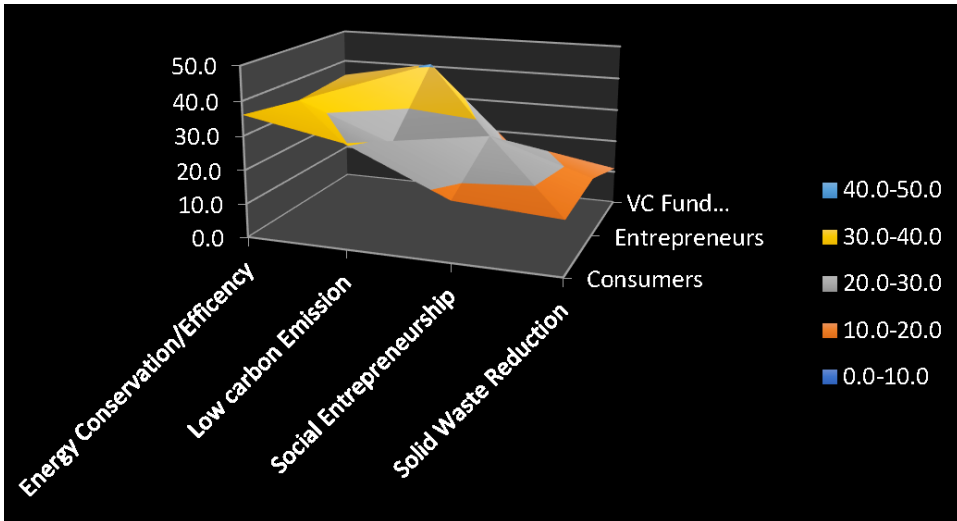 50.0
40.0
30.0
20.0
10.0
0.0
Energy Conservation/Efficency
Low carbon Emission
Social Entrepreneurship
Solid Waste Reduction
VC Fund...
Entrepreneurs
Consumers
40.0-50.0
30.0-40.0
20.0-30.0
10.0-20.0
0.0-10.0